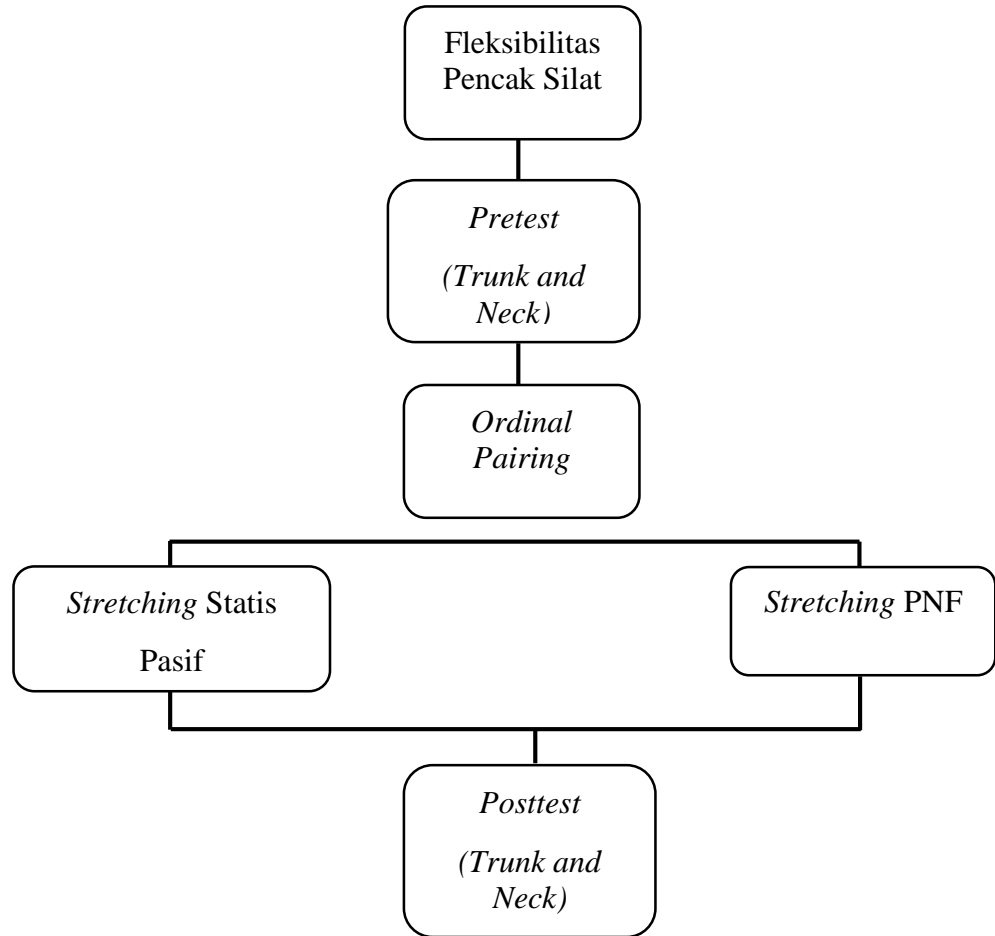 Fleksibilitas
Pencak Silat
Pretest
(Trunk and
Neck)
Ordinal
Pairing
Stretching Statis
Pasif
Stretching PNF
Posttest
(Trunk and
Neck)